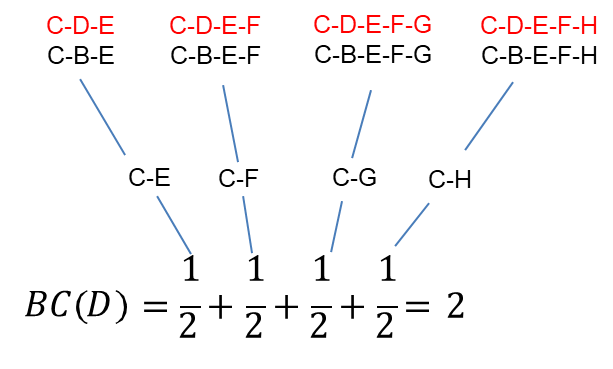 C-D-E C-D-E-F C-D-E-F-G C-D-E-F-H
C-B-E C-B-E-F C-B-E-F-G C-B-E-F-H
C-E C-F C-G C-H
BC(D) = 1/2 + 1/2 + 1/2 + 1/2 = 2